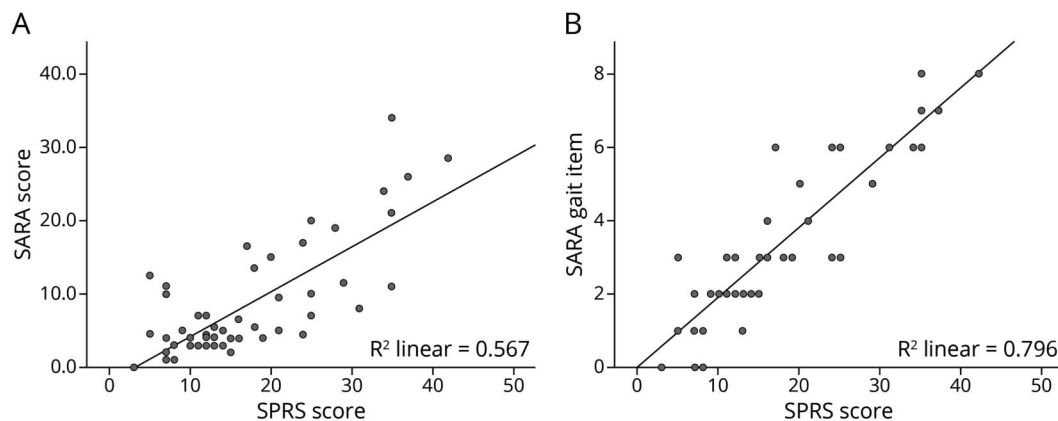 A
40.0
30.0
20.0
10.0
0.0
SARA score
0 10 20 30 40 50
SPRS score
R² linear = 0.567
B
8
6
4
2
0
SARA gait item
0 10 20 30 40 50
SPRS score
R² linear = 0.796